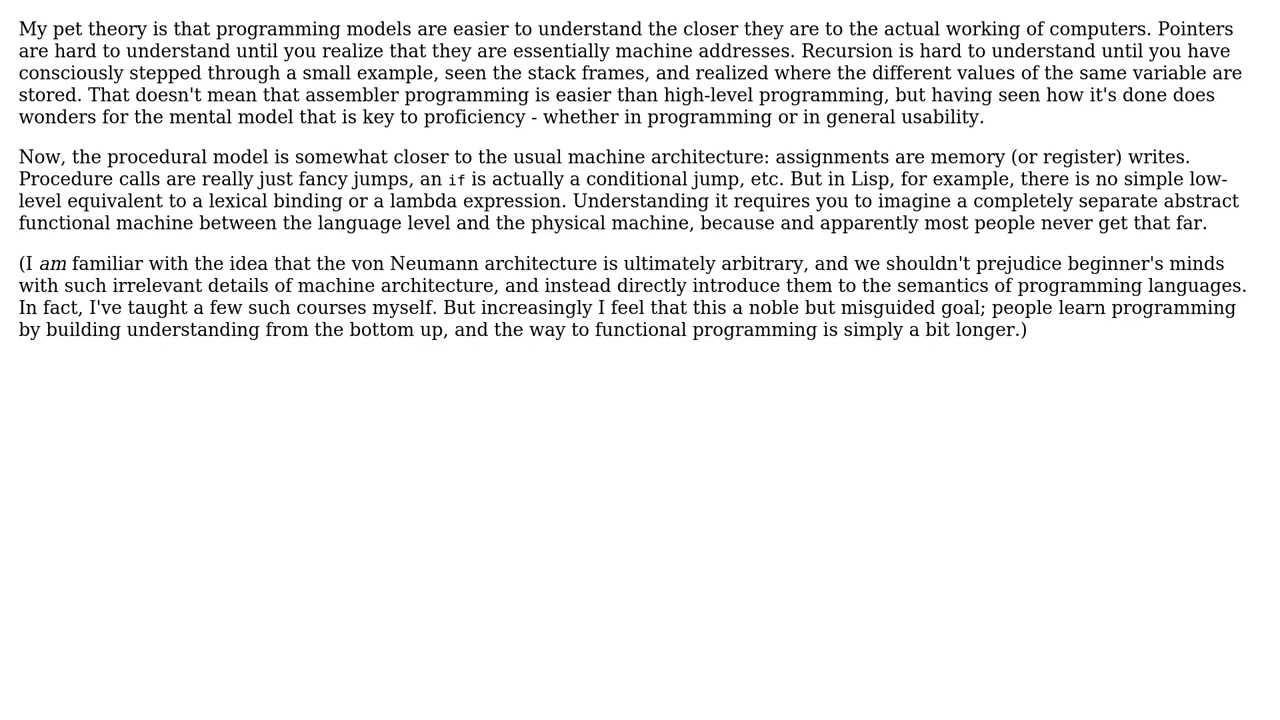 My pet theory is that programming models are easier to understand the closer they are to the actual working of computers. Pointers
are hard to understand until you realize that they are essentially machine addresses. Recursion is hard to understand until you have
consciously stepped through a small example, seen the stack frames, and realized where the different values of the same variable are
stored. That doesn't mean that assembler programming is easier than high-level programming, but having seen how it's done does
wonders for the mental model that is key to proficiency - whether in programming or in general usability.
Now, the procedural model is somewhat closer to the usual machine architecture: assignments are memory (or register) writes.
Procedure calls are really just fancy jumps, an if is actually a conditional jump, etc. But in Lisp, for example, there is no simple low-
level equivalent to a lexical binding or a lambda expression. Understanding it requires you to imagine a completely separate abstract
functional machine between the language level and the physical machine, because and apparently most people never get that far.
(I am familiar with the idea that the von Neumann architecture is ultimately arbitrary, and we shouldn't prejudice beginner's minds
with such irrelevant details of machine architecture, and instead directly introduce them to the semantics of programming languages.
In fact, I've taught a few such courses myself. But increasingly I feel that this a noble but misguided goal; people learn programming
by building understanding from the bottom up, and the way to functional programming is simply a bit longer.)